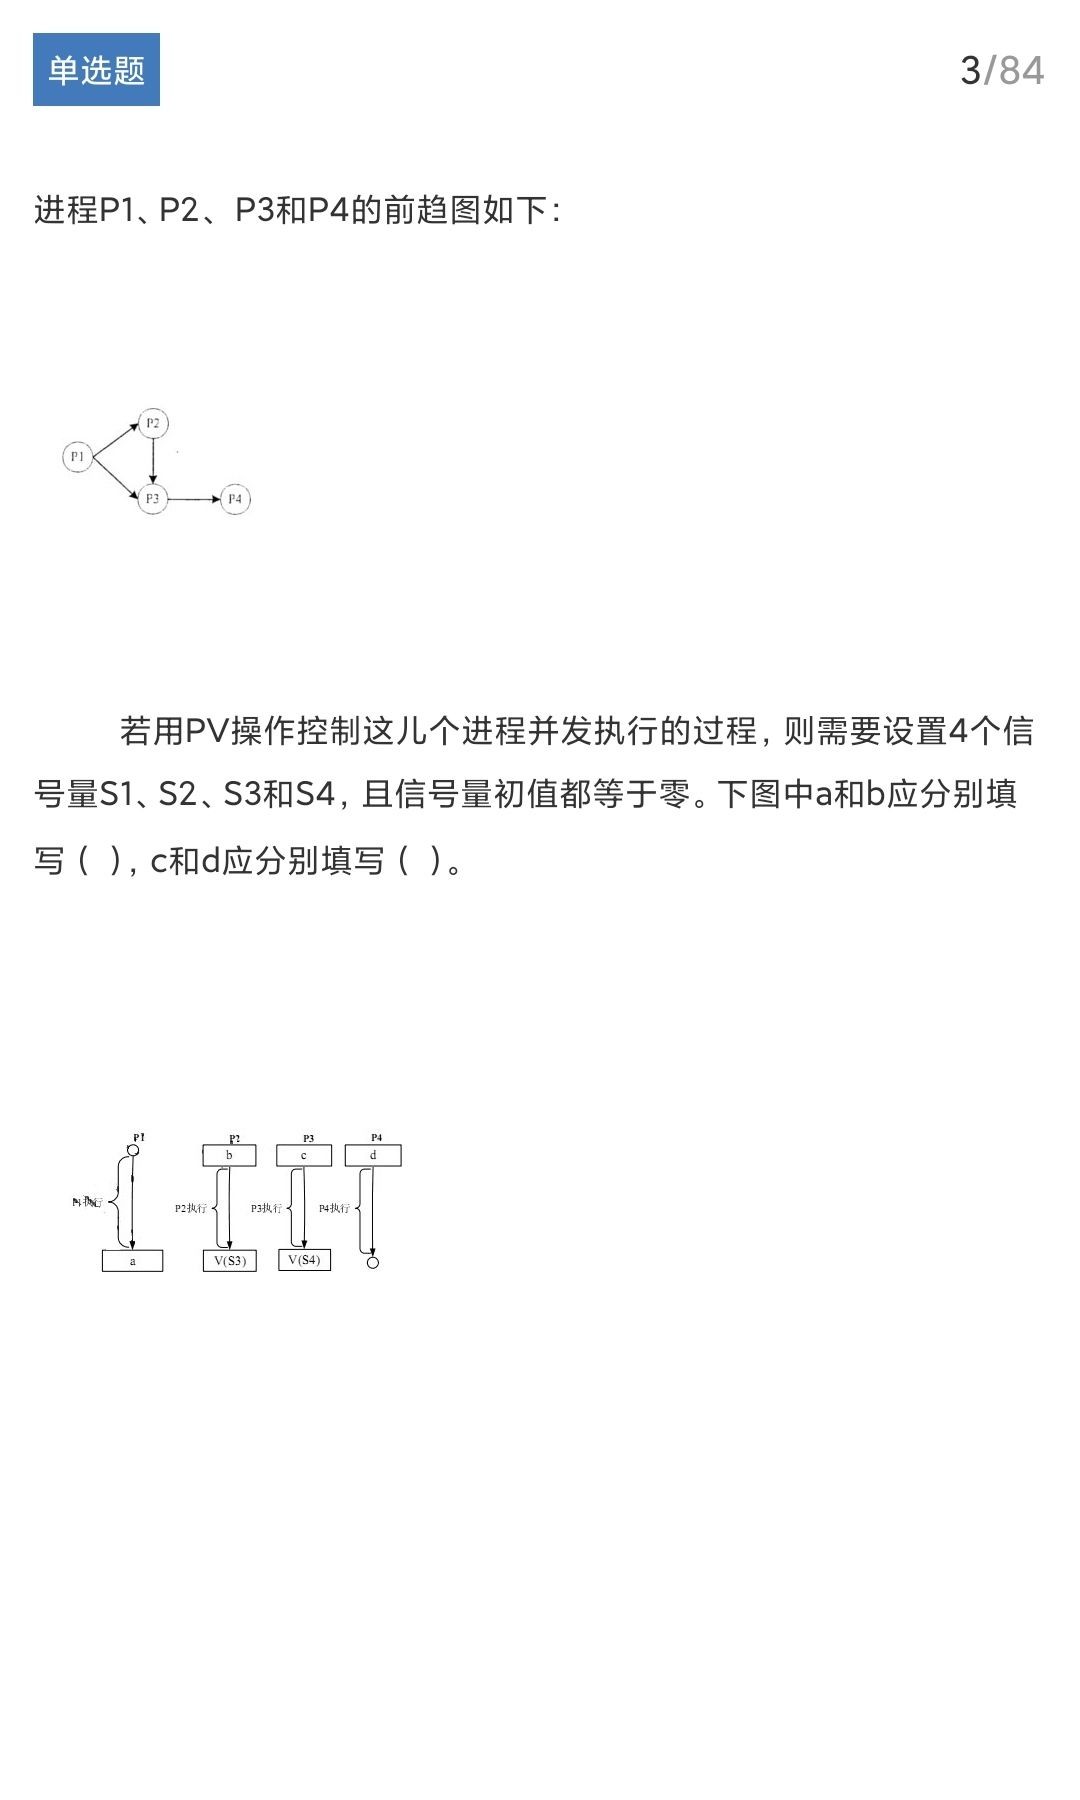 单选题
3/84
进程P1、P2、P3和P4的前趋图如下：
P2
P1
P3
P4
若用PV操作控制这儿个进程并发执行的过程，则需要设置4个信
号量S1、S2、S3和S4，且信号量初值都等于零。下图中a和b应分别填
写（ ），c和d应分别填写（ ）。
P1 P2 P3 P4
b c d
P1执行 P2执行 P3执行 P4执行
a V(S3) V(S4)